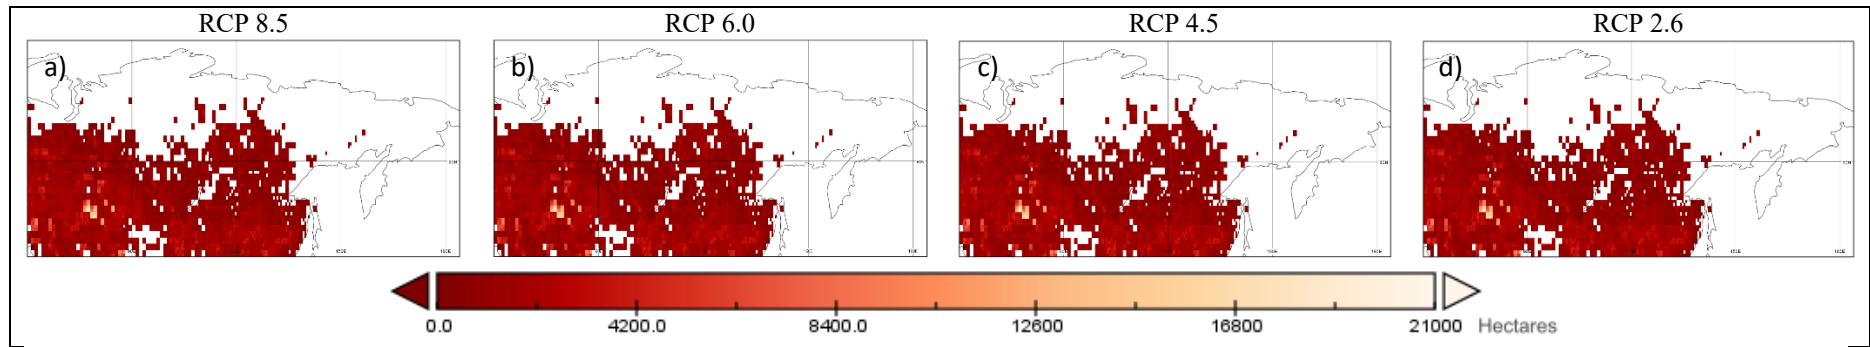 RCP 8.5 RCP 6.0 RCP 4.5 RCP 2.6
a) b) c) d)
0.0 4200.0 8400.0 12600 16800 21000 Hectares